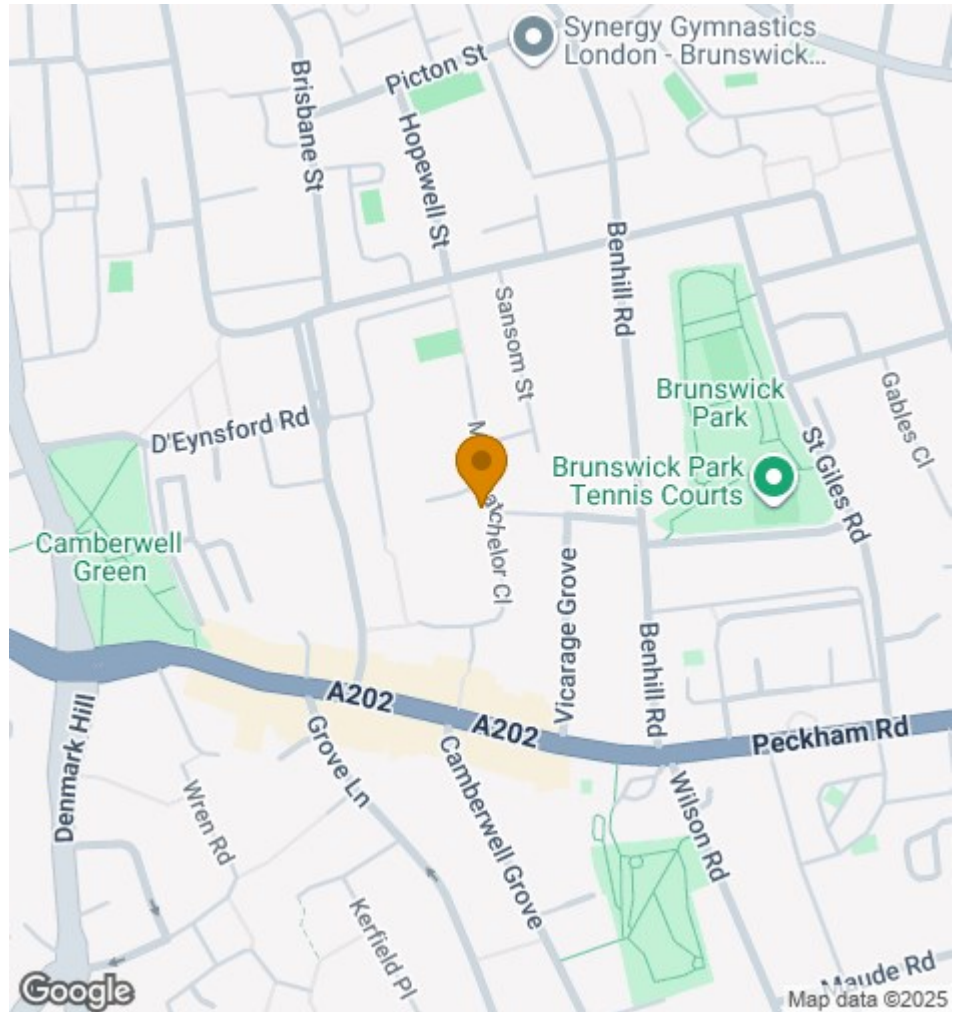 Synergy Gymnastics
London - Brunswick...
Picton St
Brisbane St
Hopewell St
Benhill Rd
Sansom St
Brunswick
Park
Gables Cl
D'Eynsford Rd
Brunswick Park
Tennis Courts
St Giles Rd
Camberwell
Green
atchelor Cl
Vicarage Grove
Benhill Rd
A202
A202
Peckham Rd
Denmark Hill
Grove Ln
Wren Rd
Camberwell Grove
Wilson Rd
Kerfield Pl
Maude Rd
Google
Map data ©2025